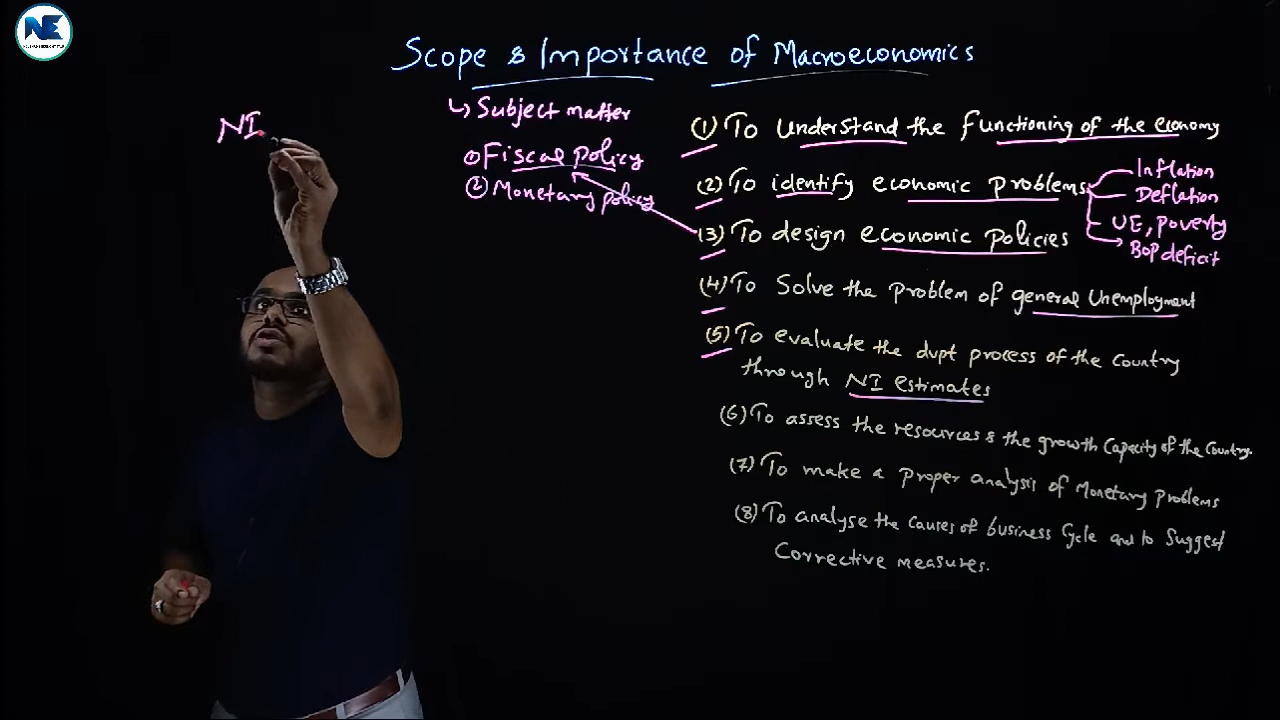 NE
Scope & Importance of Macroeconomics
↳ Subject matter
① Fiscal policy
② Monetary policy
NI
(1) To understand the functioning of the economy
(2) To identify economic problems
Inflation
Deflation
UE, poverty
BOP deficit
(3) To design economic policies
(4) To Solve the problem of general Unemployment
(5) To evaluate the dvpt process of the Country
through NI estimates
(6) To assess the resources & the growth Capacity of the Country.
(7) To make a proper analysis of Monetary problems
(8) To analyse the Causes of business Cycle and to Suggest
Corrective measures.